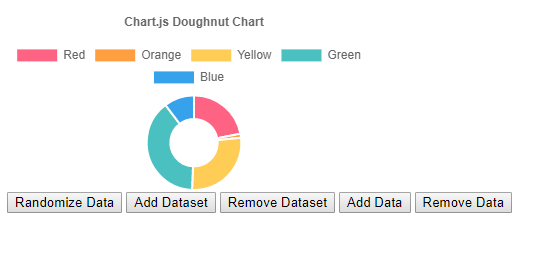 Chart.js Doughnut Chart
Red Orange Yellow Green
Blue
Randomize Data Add Dataset Remove Dataset Add Data Remove Data